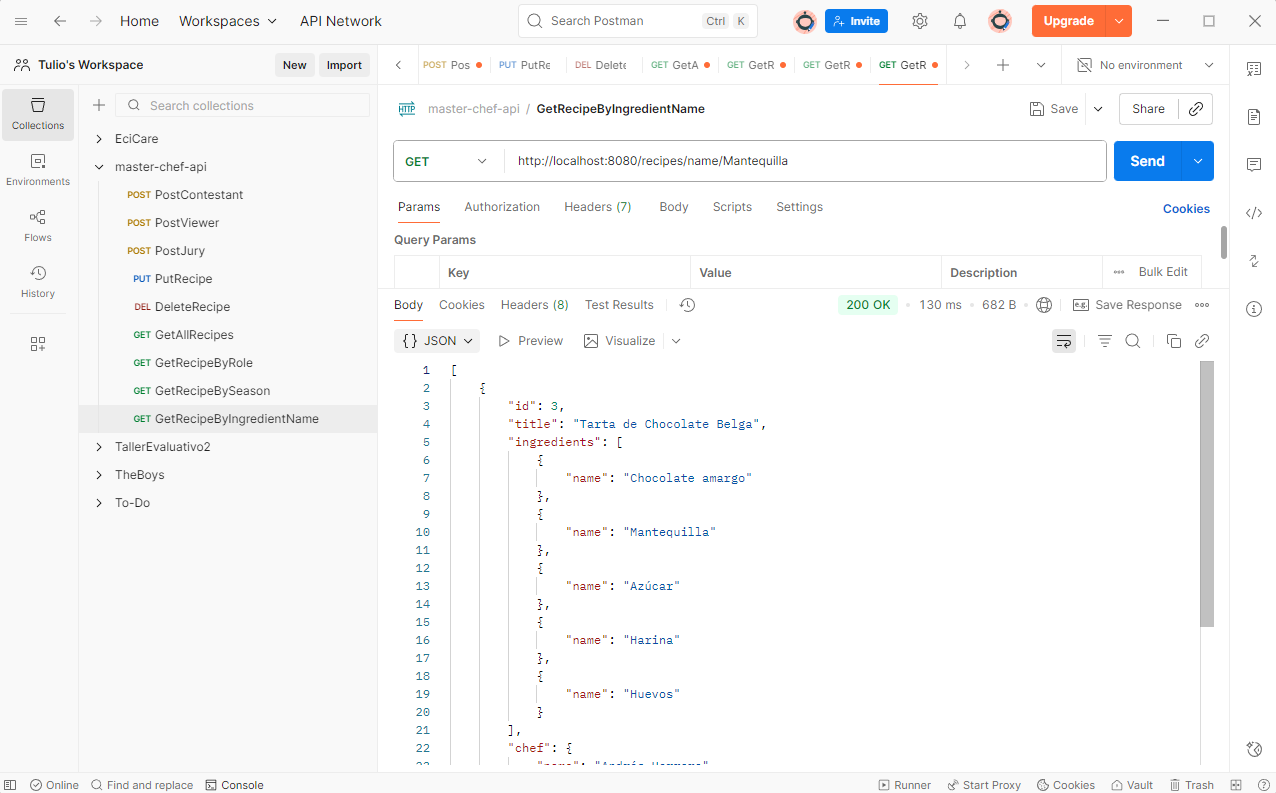 Home Workspaces API Network Search Postman Ctrl K Invite Upgrade
Tulio's Workspace New Import
POST Pos PUT PutRe DEL Delete GET GetA GET GetR GET GetR GET GetR No environment
Collections
Environments
Flows
History
Search collections
EciCare
master-chef-api
POST PostContestant
POST PostViewer
POST PostJury
PUT PutRecipe
DEL DeleteRecipe
GET GetAllRecipes
GET GetRecipeByRole
GET GetRecipeBySeason
GET GetRecipeByIngredientName
TallerEvaluativo2
TheBoys
To-Do
HTTP master-chef-api / GetRecipeByIngredientName Save Share
GET http://localhost:8080/recipes/name/Mantequilla Send
Params Authorization Headers (7) Body Scripts Settings Cookies
Query Params
Key Value Description ••• Bulk Edit
Body Cookies Headers (8) Test Results 200 OK • 130 ms • 682 B • e.g. Save Response •••
{} JSON Preview Visualize
1 [
2 {
3 "id": 3,
4 "title": "Tarta de Chocolate Belga",
5 "ingredients": [
6 {
7 "name": "Chocolate amargo"
8 },
9 {
10 "name": "Mantequilla"
11 },
12 {
13 "name": "Azúcar"
14 },
15 {
16 "name": "Harina"
17 },
18 {
19 "name": "Huevos"
20 }
21 ],
22 "chef": {
Online Find and replace Console Runner Start Proxy Cookies Vault Trash